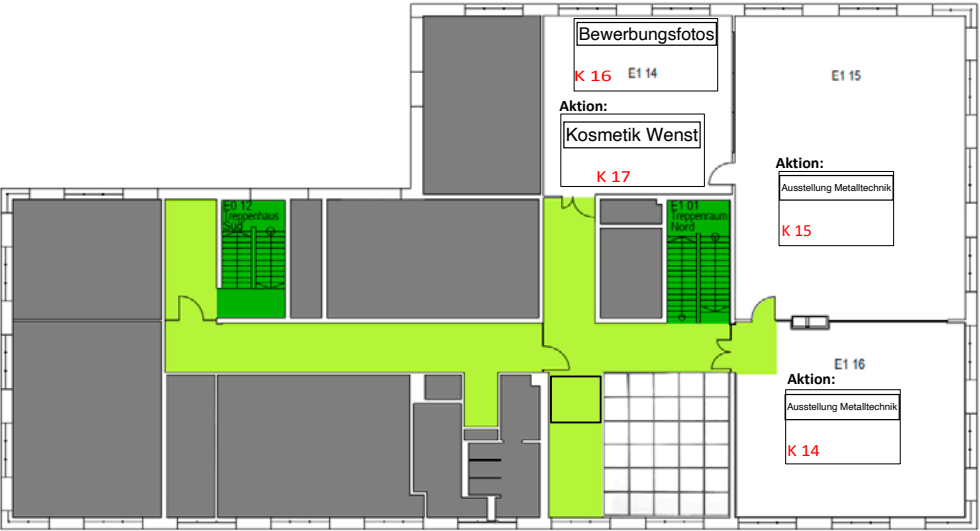 Bewerbungsfotos
K 16 E1 14
Aktion:
Kosmetik Wenst
K 17
E1 15
Aktion:
Ausstellung Metalltechnik
K 15
E0 12
Treppenhaus
Süd
E1 01
Treppenraum
Nord
E1 16
Aktion:
Ausstellung Metalltechnik
K 14